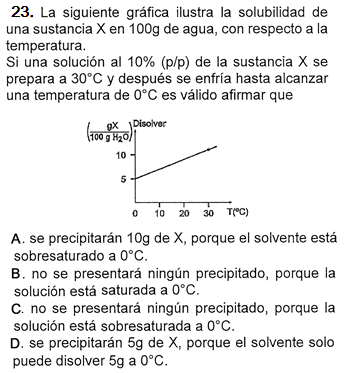 23. La siguiente gráfica ilustra la solubilidad de
una sustancia X en 100g de agua, con respecto a la
temperatura.
Si una solución al 10% (p/p) de la sustancia X se
prepara a 30°C y después se enfría hasta alcanzar
una temperatura de 0°C es válido afirmar que
(gX / 100 g H₂O) Disolver
10
5
0 10 20 30 T(°C)
A. se precipitarán 10g de X, porque el solvente está
sobresaturado a 0°C.
B. no se presentará ningún precipitado, porque la
solución está saturada a 0°C.
C. no se presentará ningún precipitado, porque la
solución está sobresaturada a 0°C.
D. se precipitarán 5g de X, porque el solvente solo
puede disolver 5g a 0°C.